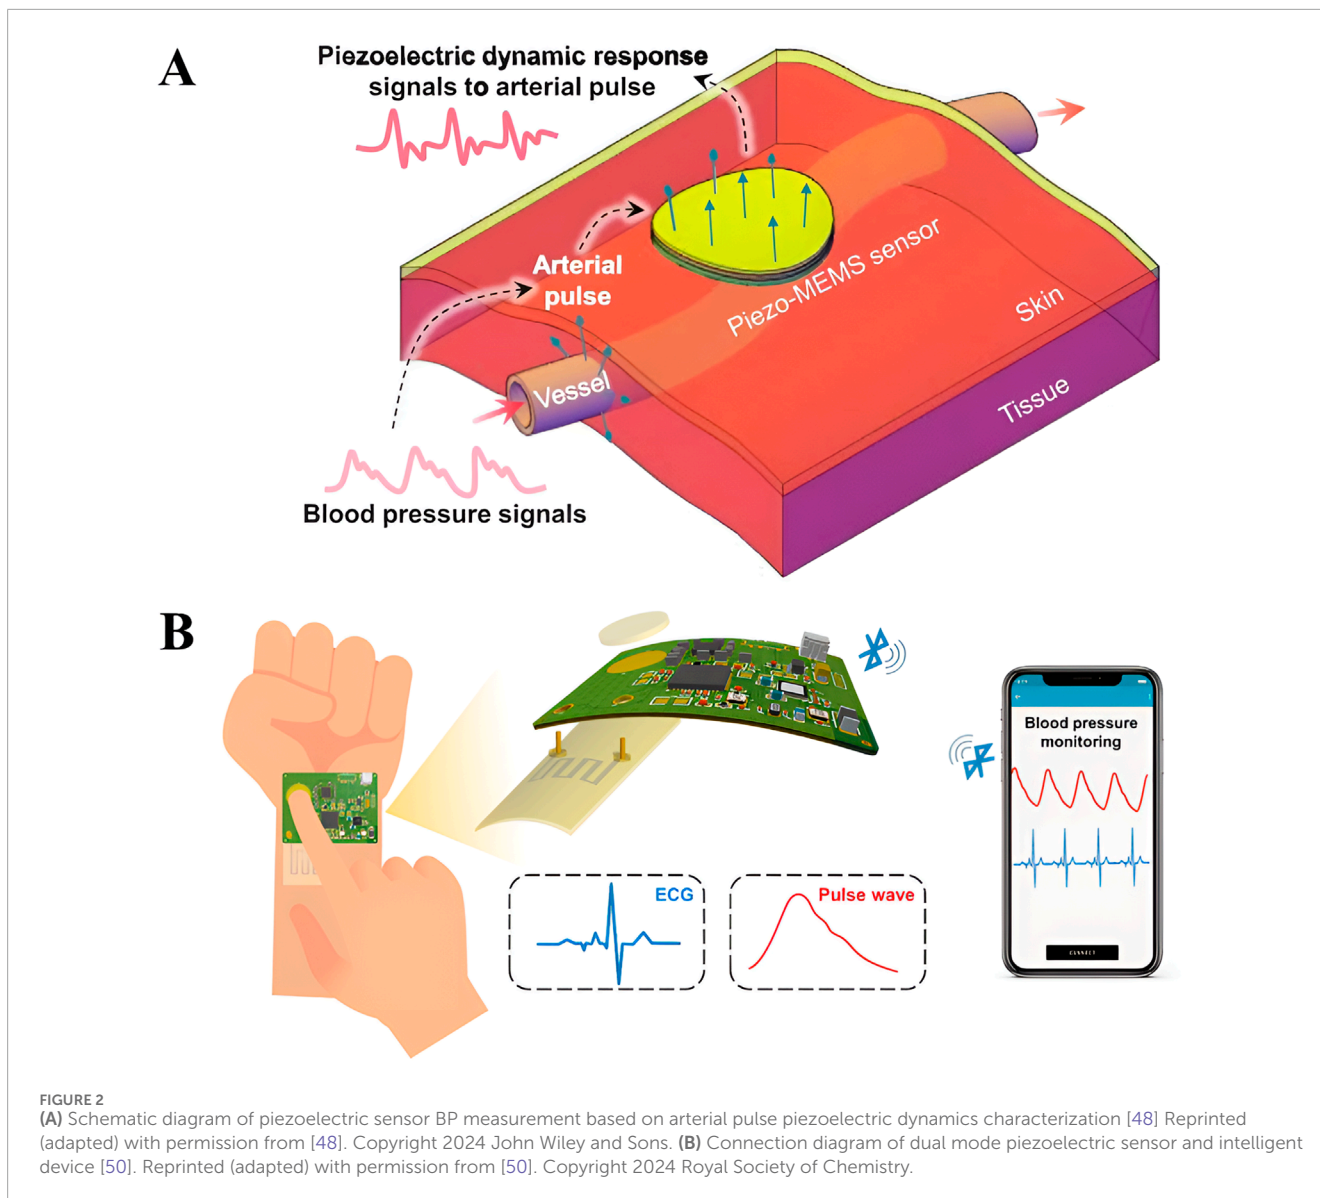 A
Piezoelectric dynamic response
signals to arterial pulse
Arterial
pulse
Piezo-MEMS sensor
Skin
Vessel
Tissue
Blood pressure signals
B
Blood pressure
monitoring
ECG
Pulse wave
CONNECT
FIGURE 2
(A) Schematic diagram of piezoelectric sensor BP measurement based on arterial pulse piezoelectric dynamics characterization [48] Reprinted
(adapted) with permission from [48]. Copyright 2024 John Wiley and Sons. (B) Connection diagram of dual mode piezoelectric sensor and intelligent
device [50]. Reprinted (adapted) with permission from [50]. Copyright 2024 Royal Society of Chemistry.